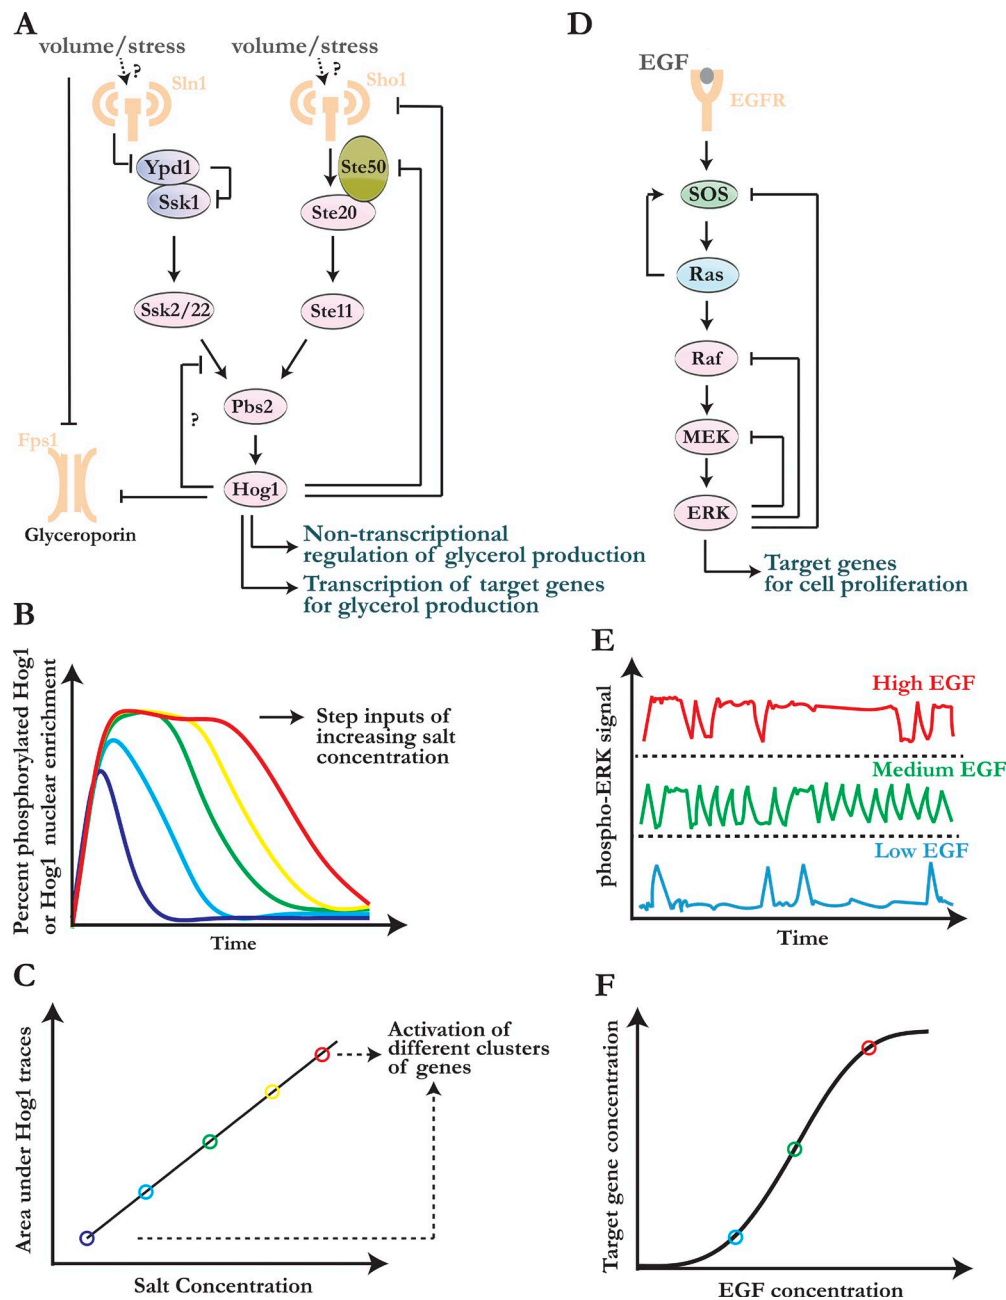 A
volume/stress
volume/stress
?
?
Sln1
Sho1
Ypd1
Ssk1
Ste50
Ste20
Ssk2/22
Ste11
Pbs2
?
Fps1
Hog1
Glyceroporin
Non-transcriptional
regulation of glycerol production
Transcription of target genes
for glycerol production
D
EGF
EGFR
SOS
Ras
Raf
MEK
ERK
Target genes
for cell proliferation
B
Percent phosphorylated Hog1
or Hog1 nuclear enrichment
Step inputs of
increasing salt
concentration
Time
E
phospho-ERK signal
High EGF
Medium EGF
Low EGF
Time
C
Area under Hog1 traces
Activation of
different clusters
of genes
Salt Concentration
F
Target gene concentration
EGF concentration